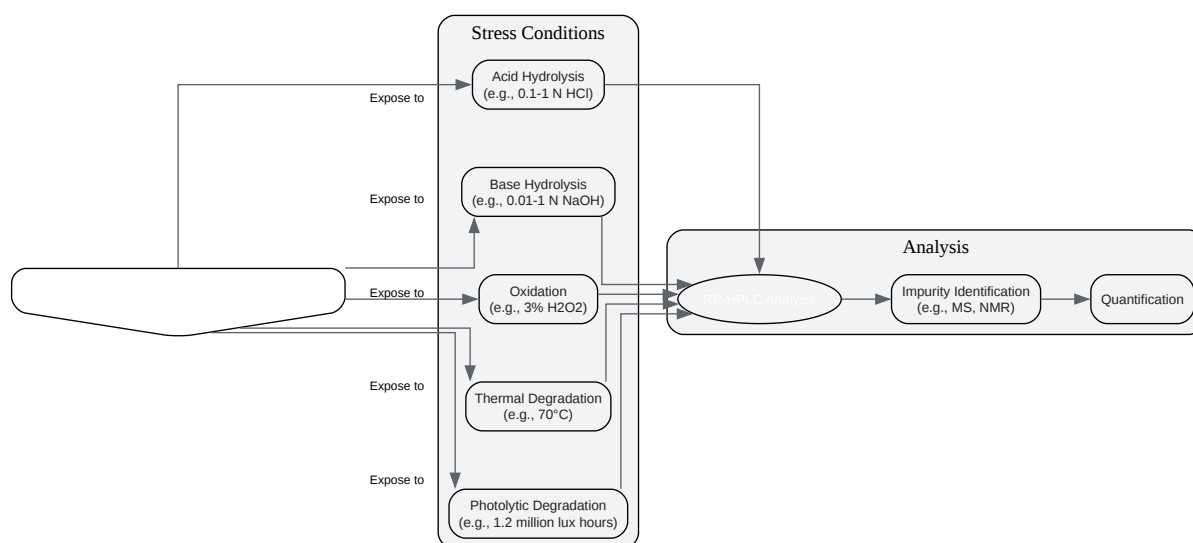 Stress Conditions
Acid Hydrolysis
(e.g., 0.1-1 N HCl)
Expose to
Base Hydrolysis
(e.g., 0.01-1 N NaOH)
Expose to
Analysis
Oxidation
(e.g., 3% H2O2)
Expose to
RP-HPLC Analysis
Impurity Identification
(e.g., MS, NMR)
Quantification
Thermal Degradation
(e.g., 70°C)
Expose to
Photolytic Degradation
(e.g., 1.2 million lux hours)
Expose to